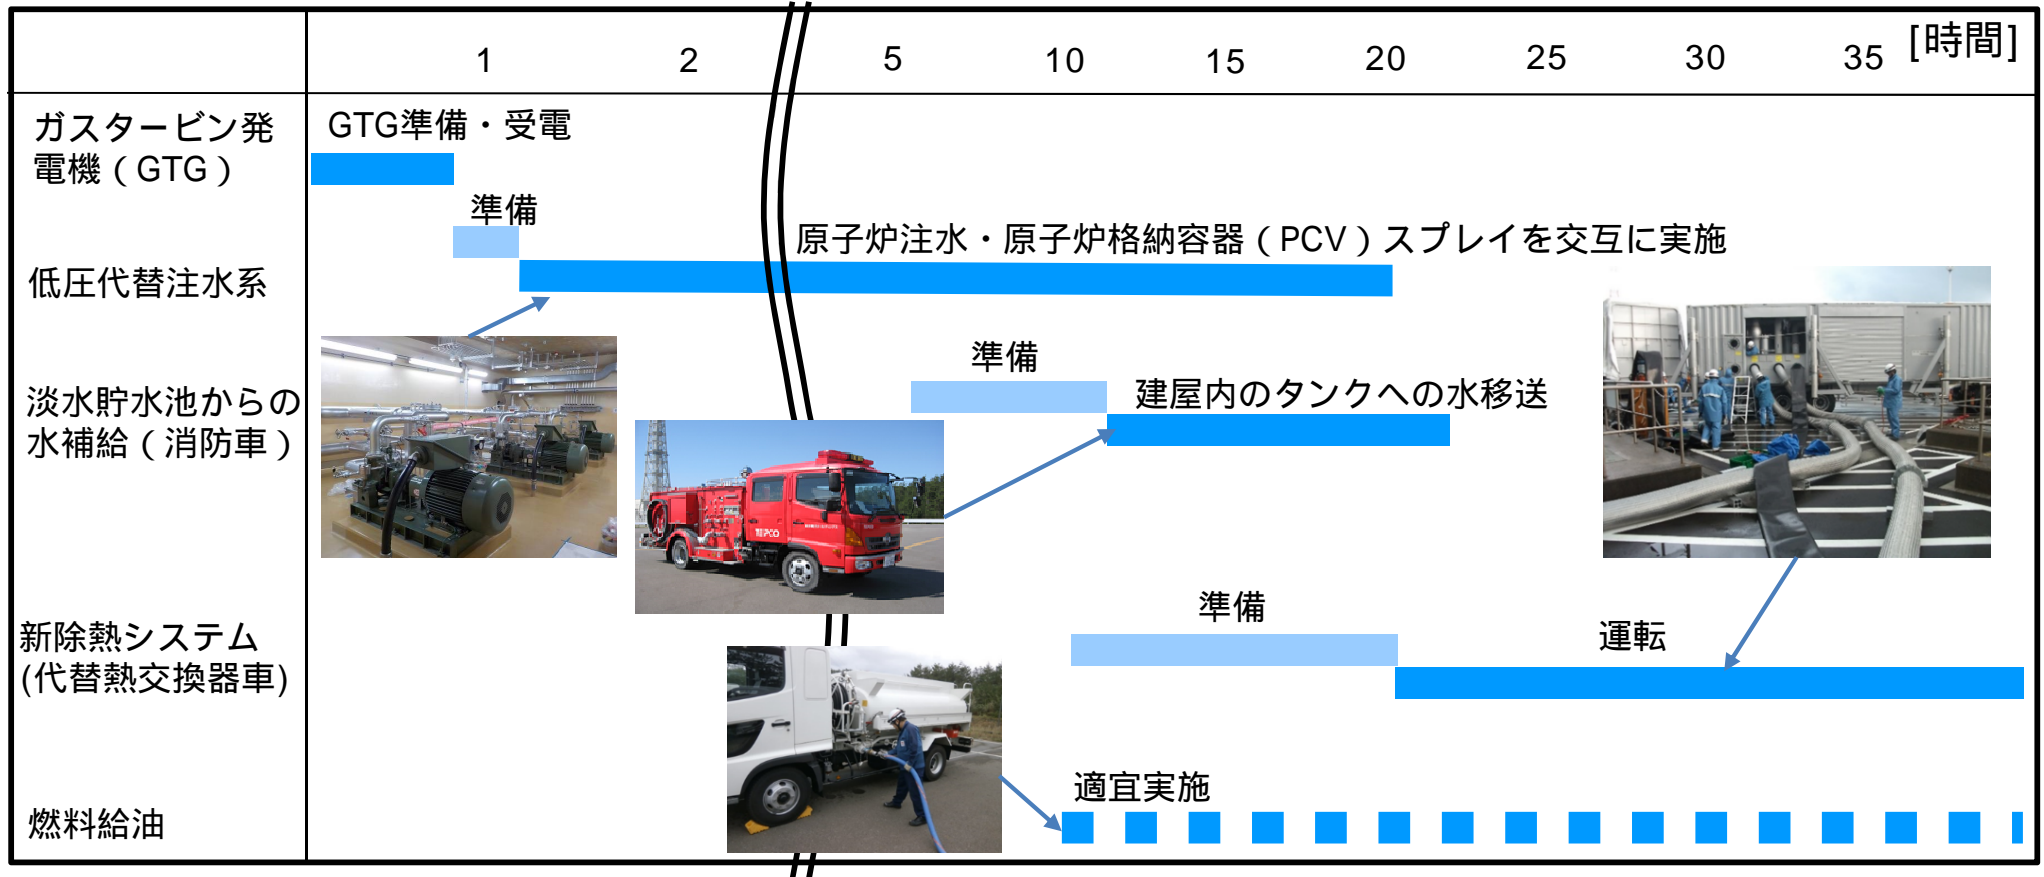 1 2 5 10 15 20 25 30 35 [時間]
ガスタービン発
電機（GTG）
GTG準備・受電
準備
低圧代替注水系
原子炉注水・原子炉格納容器（PCV）スプレイを交互に実施
淡水貯水池からの
水補給（消防車）
準備
建屋内のタンクへの水移送
新除熱システム
(代替熱交換器車)
準備
運転
燃料給油
適宜実施